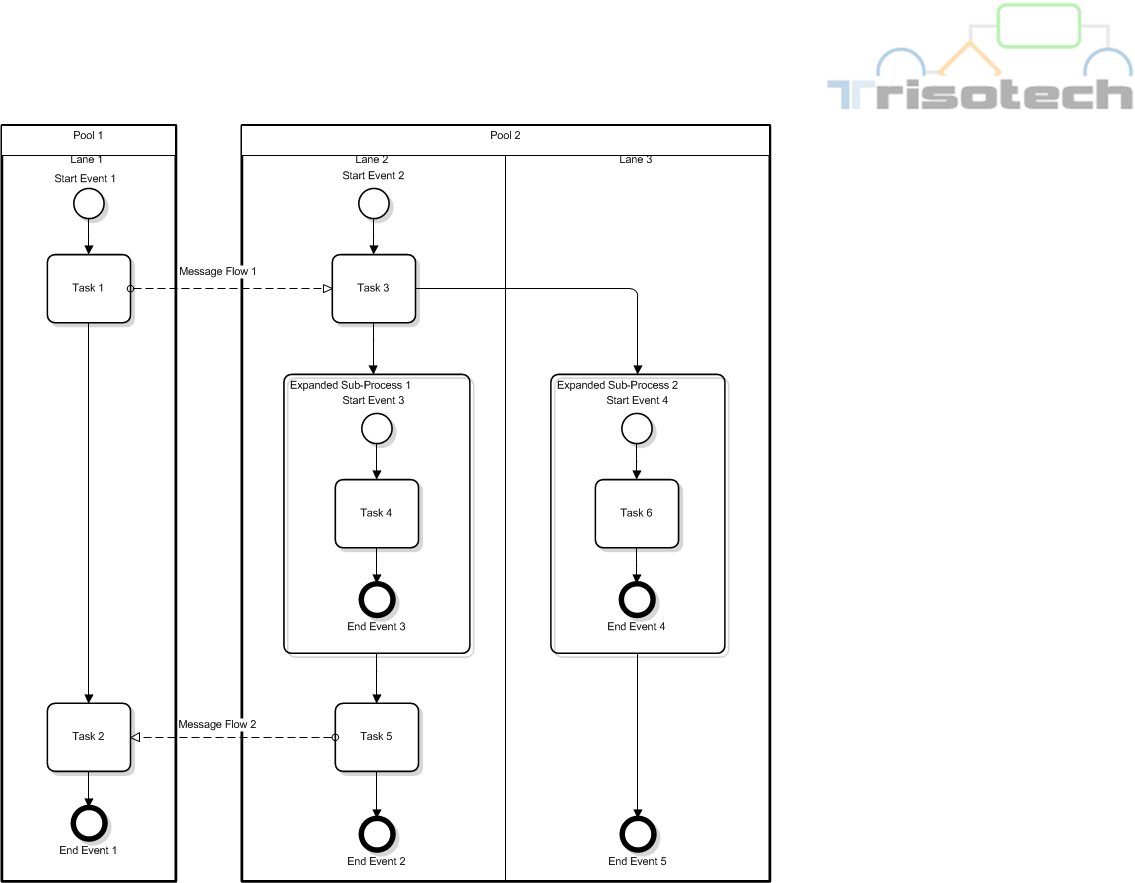 Trisotech
Pool 1
Pool 2
Lane 1
Lane 2
Lane 3
Start Event 1
Start Event 2
Message Flow 1
Task 1
Task 3
Expanded Sub-Process 1
Expanded Sub-Process 2
Start Event 3
Start Event 4
Task 4
Task 6
End Event 3
End Event 4
Message Flow 2
Task 2
Task 5
End Event 1
End Event 2
End Event 5